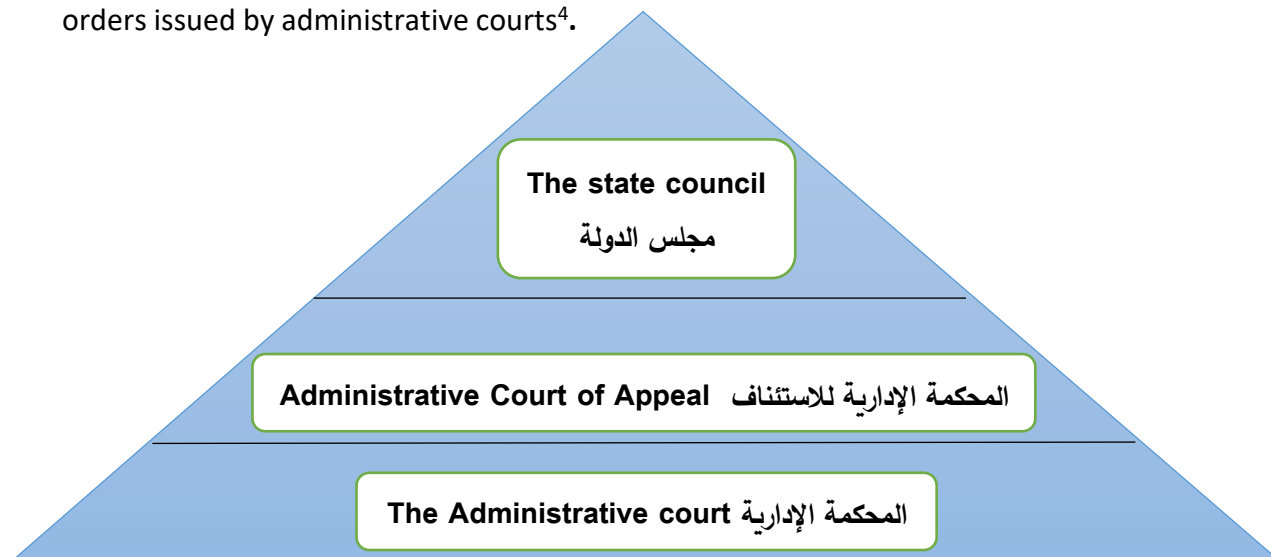 orders issued by administrative courts⁴.
The state council
مجلس الدولة
Administrative Court of Appeal المحكمة الإدارية للاستئناف
The Administrative court المحكمة الإدارية